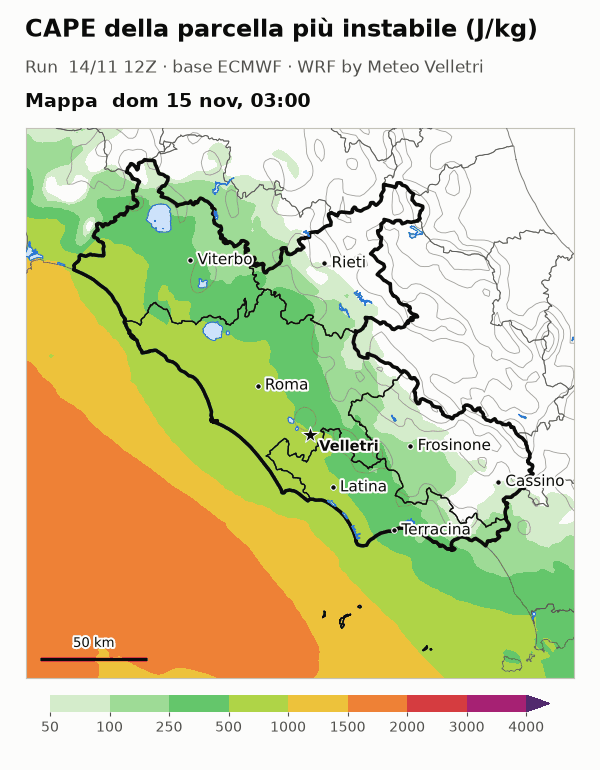 CAPE della parcella più instabile (J/kg)
Run  14/11 12Z · base ECMWF · WRF by Meteo Velletri
Mappa  dom 15 nov, 03:00
Viterbo
Rieti
Roma
Velletri
Frosinone
Cassino
Latina
Terracina
50 km
50 100 250 500 1000 1500 2000 3000 4000